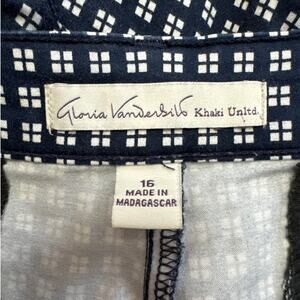 Gloria Vanderbilt Khaki Unltd.
16
MADE IN
MADAGASCAR